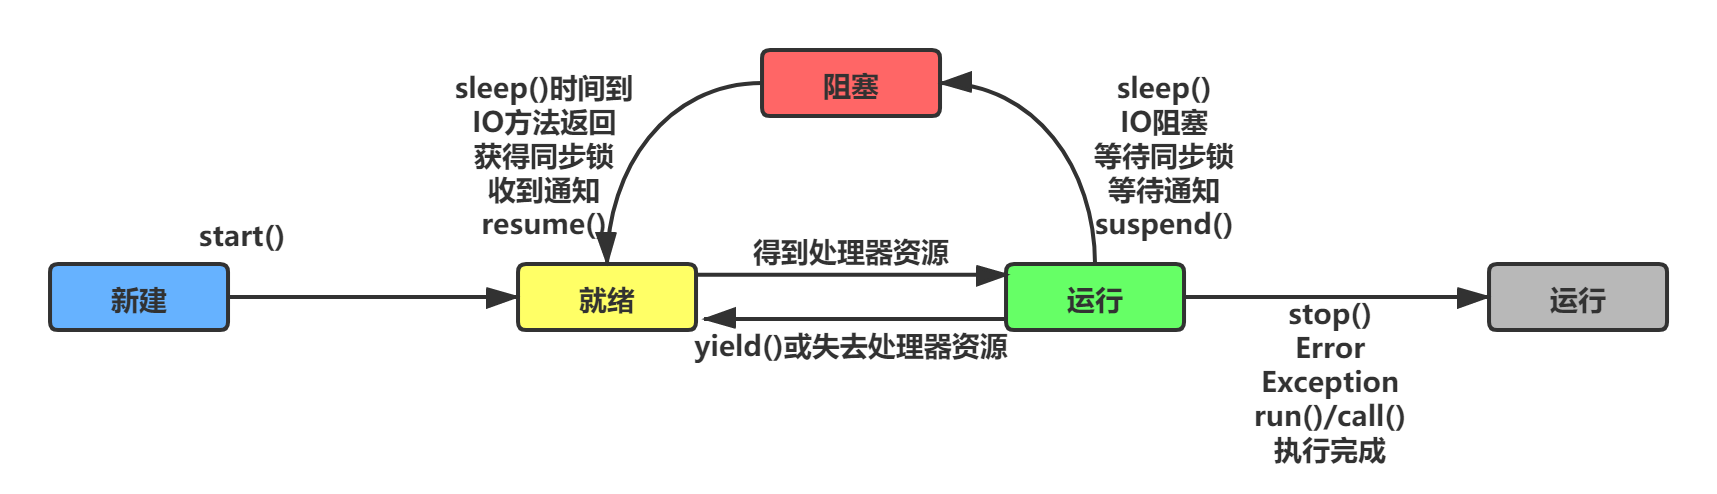 阻塞
sleep()时间到
IO方法返回
获得同步锁
收到通知
resume()
sleep()
IO阻塞
等待同步锁
等待通知
suspend()
start()
得到处理器资源
新建
就绪
运行
运行
yield()或失去处理器资源
stop()
Error
Exception
run()/call()
执行完成